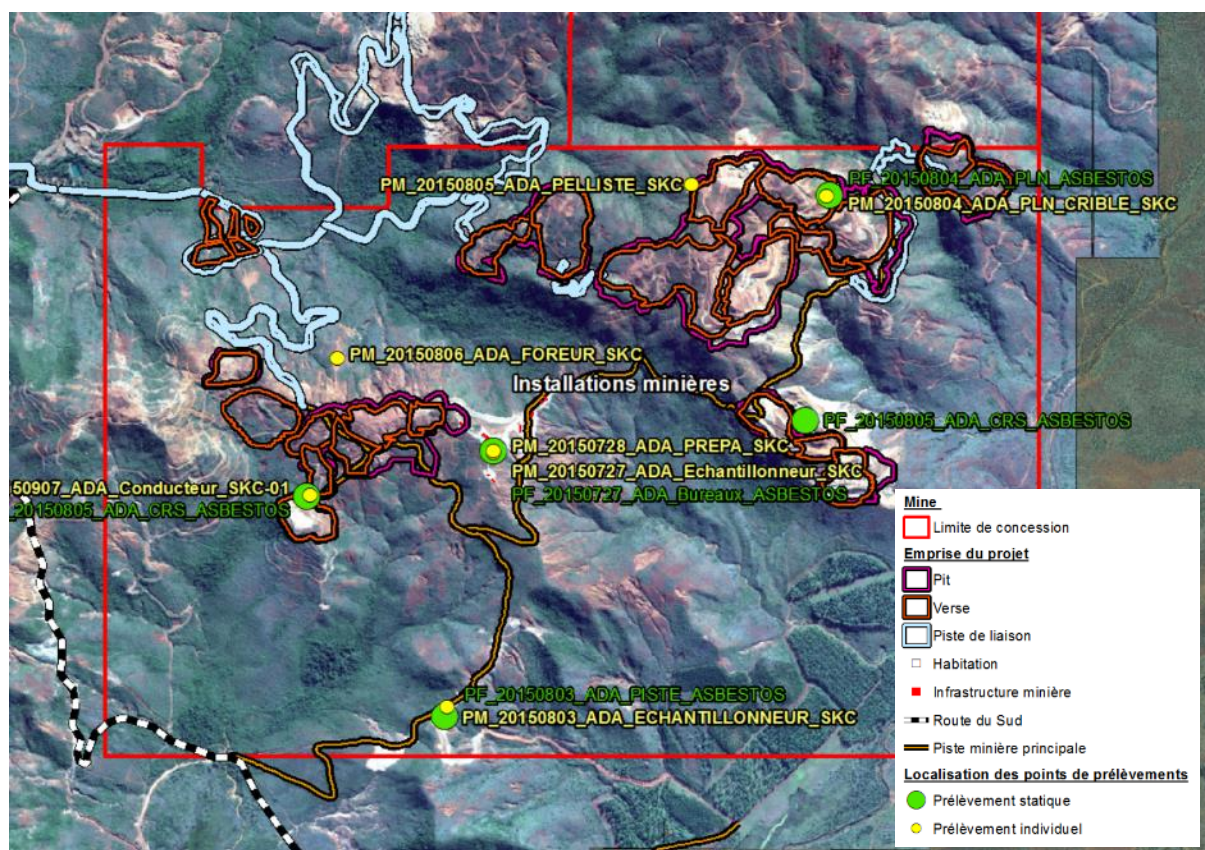 PF_20150804_ADA_PLN_ASBESTOS
PM_20150805_ADA_PELLISTE_SKC
PM_20150804_ADA_PLN_CRIBLE_SKC
PM_20150806_ADA_FOREUR_SKC
Installations minières
PF_20150805_ADA_CRS_ASBESTOS
PM_20150728_ADA_PREPA_SKC
PM_20150727_ADA_Echantillonneur_SKC
50907_ADA_Conducteur_SKC-01
PF_20150727_ADA_Bureaux_ASBESTOS
_20150805_ADA_CRS_ASBESTOS
PF_20150803_ADA_PISTE_ASBESTOS
PM_20150803_ADA_ECHANTILLONNEUR_SKC
Mine
Limite de concession
Emprise du projet
Pit
Verse
Piste de liaison
Habitation
Infrastructure minière
Route du Sud
Piste minière principale
Localisation des points de prélèvements
Prélèvement statique
Prélèvement individuel